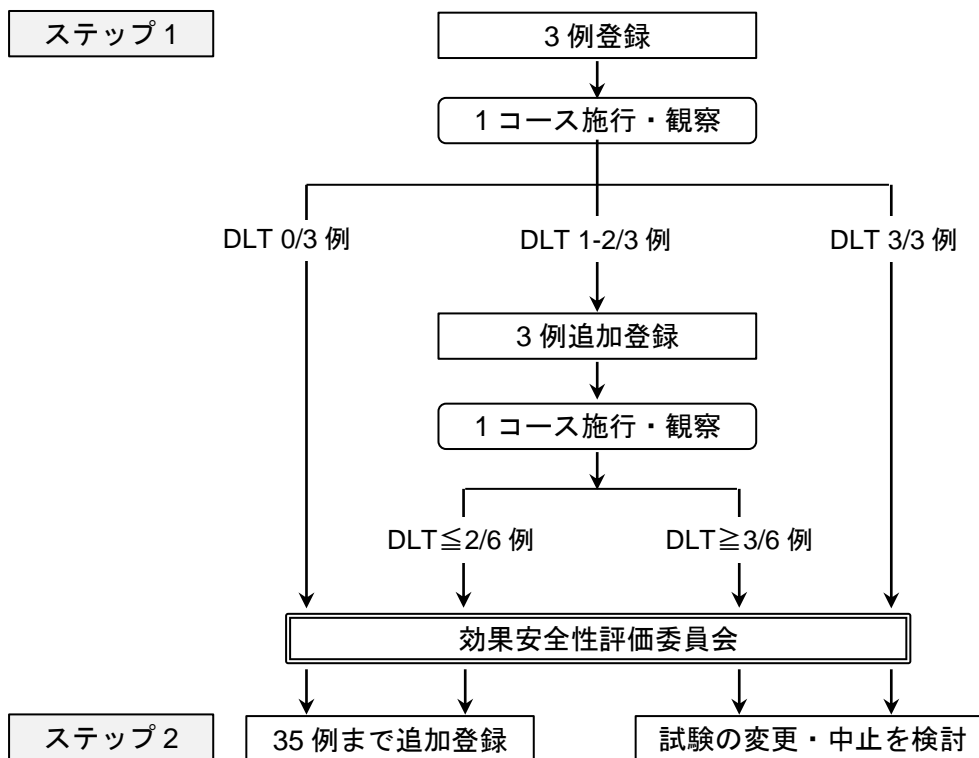 ステップ 1
3 例登録
1 コース施行・観察
DLT 0/3 例
DLT 1-2/3 例
DLT 3/3 例
3 例追加登録
1 コース施行・観察
DLT≦2/6 例
DLT≧3/6 例
効果安全性評価委員会
ステップ 2
35 例まで追加登録
試験の変更・中止を検討